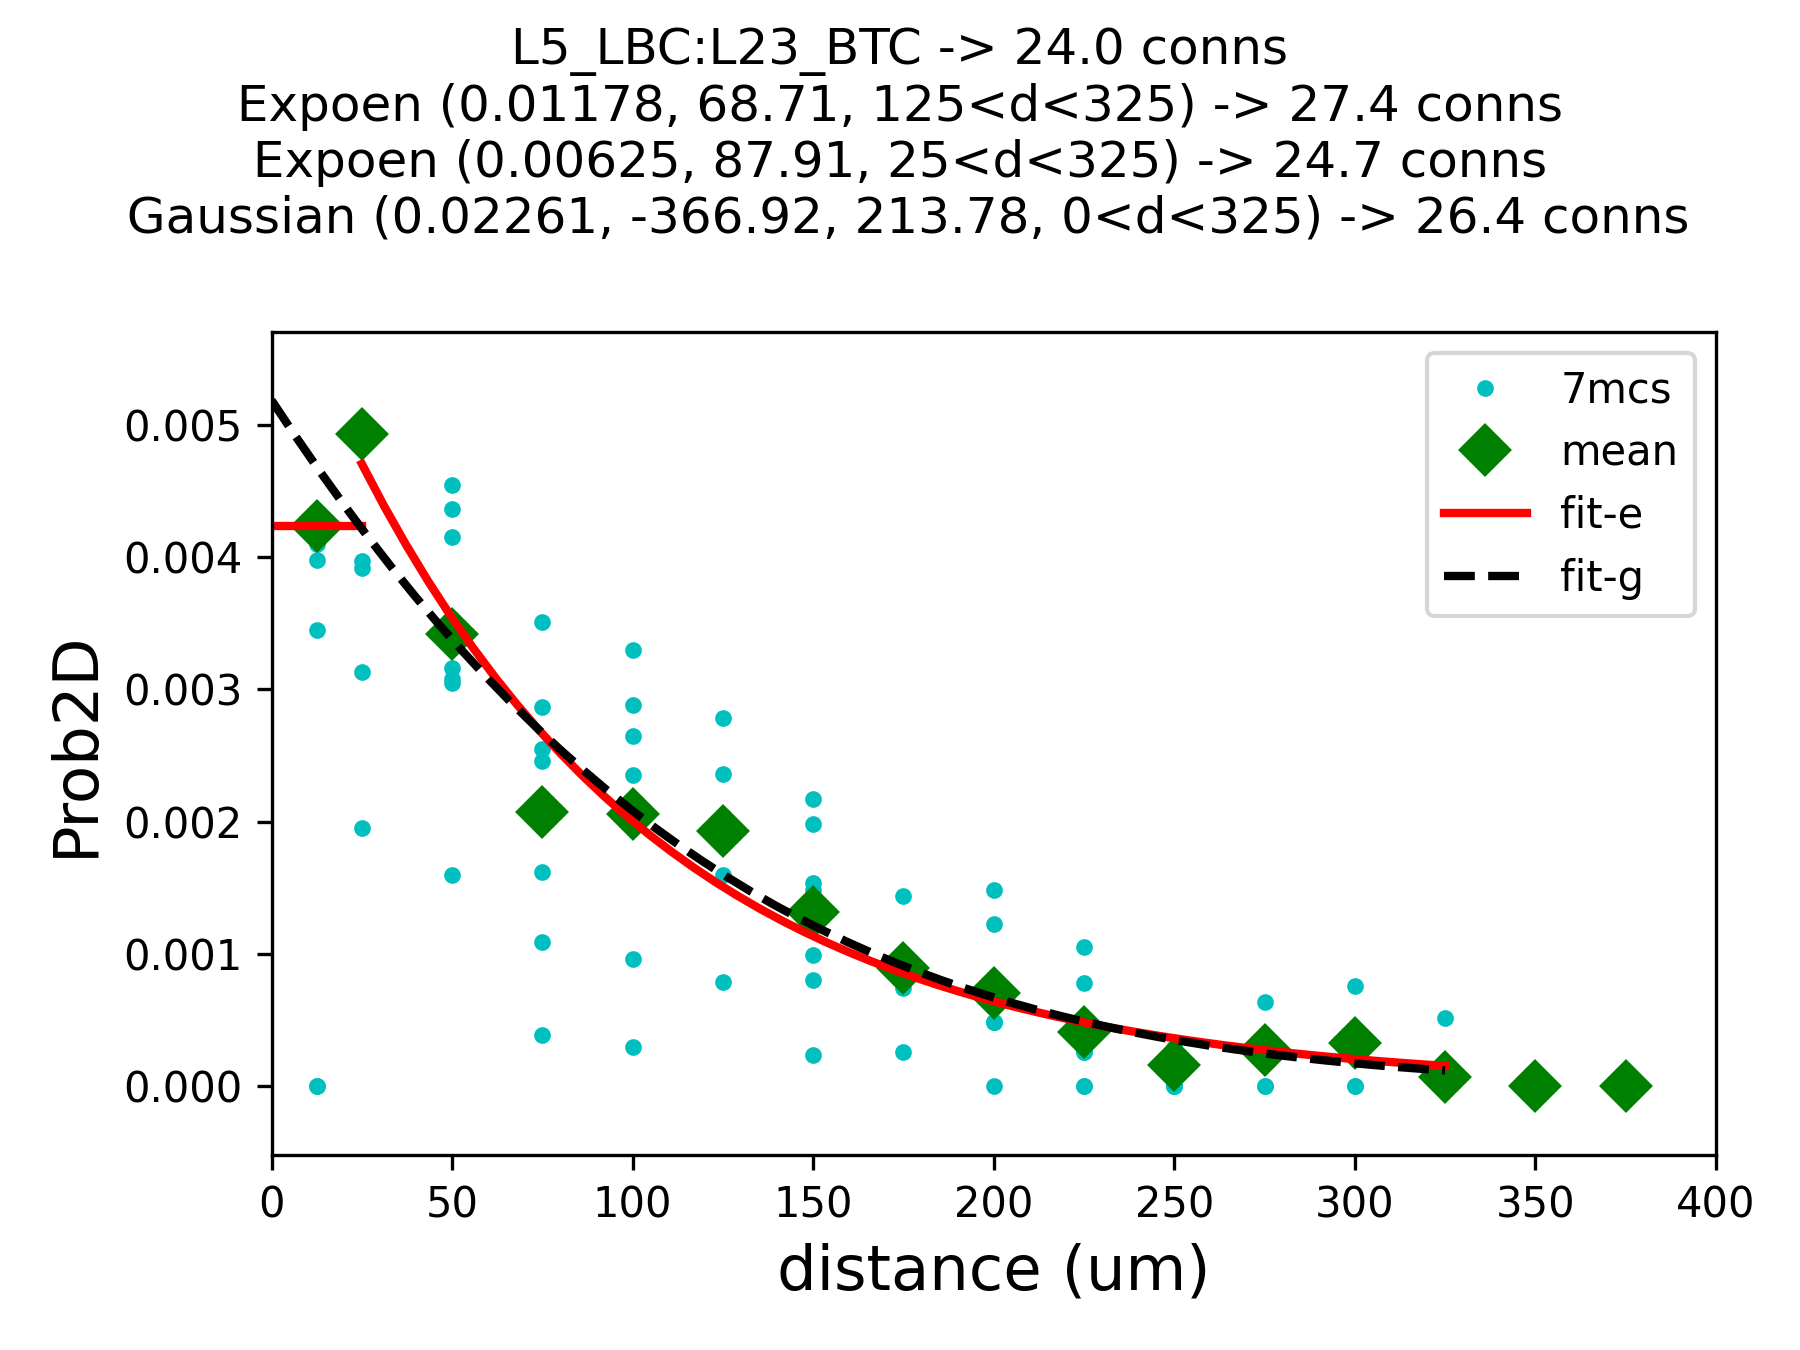 L5_LBC:L23_BTC -> 24.0 conns
Expoen (0.01178, 68.71, 125<d<325) -> 27.4 conns
Expoen (0.00625, 87.91, 25<d<325) -> 24.7 conns
Gaussian (0.02261, -366.92, 213.78, 0<d<325) -> 26.4 conns
7mcs
mean
fit-e
fit-g
Prob2D
0.005
0.004
0.003
0.002
0.001
0.000
0 50 100 150 200 250 300 350 400
distance (um)